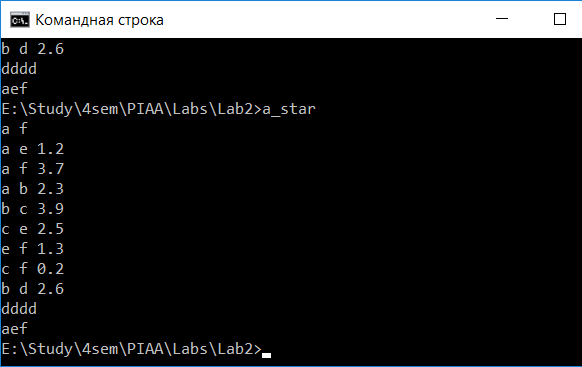 Командная строка
b d 2.6
dddd
aef
E:\Study\4sem\PIAA\Labs\Lab2>a_star
a f
a e 1.2
a f 3.7
a b 2.3
b c 3.9
c e 2.5
e f 1.3
c f 0.2
b d 2.6
dddd
aef
E:\Study\4sem\PIAA\Labs\Lab2>